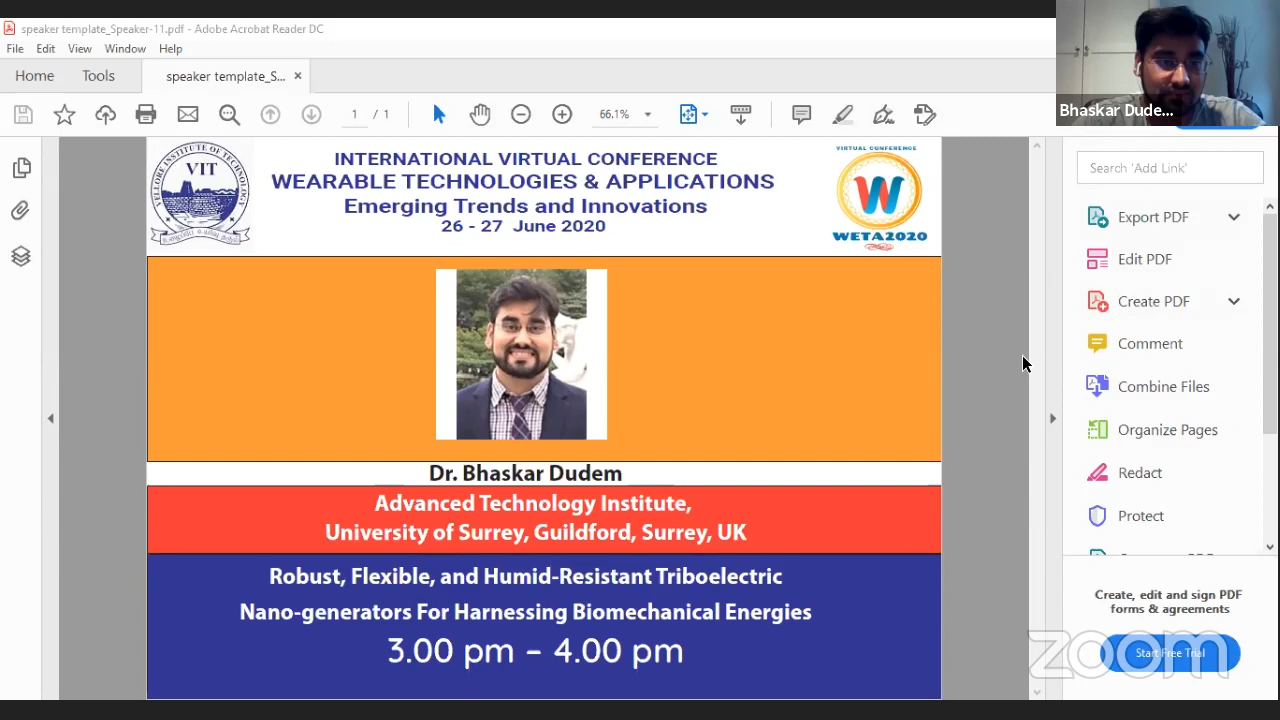 speaker template_Speaker-11.pdf - Adobe Acrobat Reader DC
File Edit View Window Help
Home Tools speaker template_S... ×
1 / 1 66.1%
Bhaskar Dude...
VELLORE INSTITUTE OF TECHNOLOGY
VIT
INTERNATIONAL VIRTUAL CONFERENCE
WEARABLE TECHNOLOGIES & APPLICATIONS
Emerging Trends and Innovations
26 - 27 June 2020
VIRTUAL CONFERENCE
W
WETA2020
Dr. Bhaskar Dudem
Advanced Technology Institute,
University of Surrey, Guildford, Surrey, UK
Robust, Flexible, and Humid-Resistant Triboelectric
Nano-generators For Harnessing Biomechanical Energies
3.00 pm – 4.00 pm
Search 'Add Link'
Export PDF
Edit PDF
Create PDF
Comment
Combine Files
Organize Pages
Redact
Protect
Create, edit and sign PDF
forms & agreements
Start Free Trial
zoom